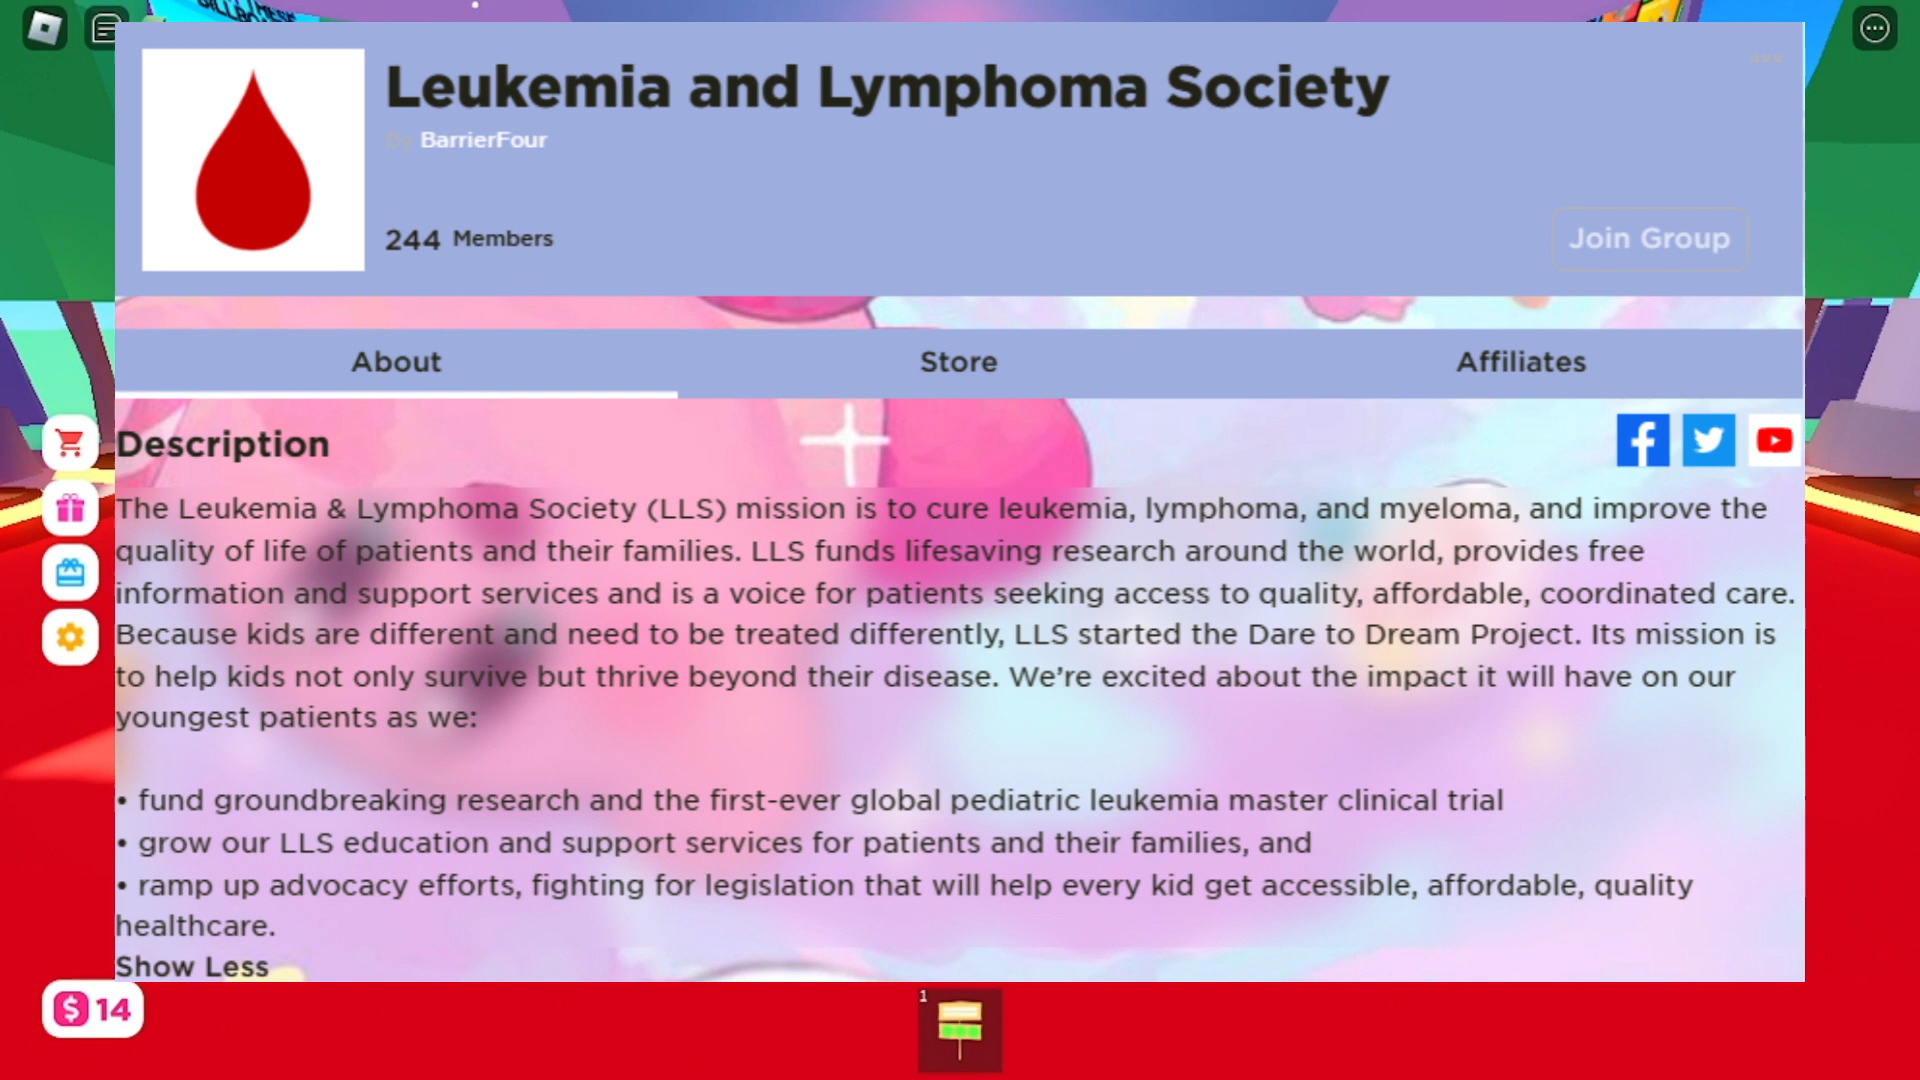 Leukemia and Lymphoma Society
By BarrierFour
244 Members
Join Group
About
Store
Affiliates
Description
The Leukemia & Lymphoma Society (LLS) mission is to cure leukemia, lymphoma, and myeloma, and improve the
quality of life of patients and their families. LLS funds lifesaving research around the world, provides free
information and support services and is a voice for patients seeking access to quality, affordable, coordinated care.
Because kids are different and need to be treated differently, LLS started the Dare to Dream Project. Its mission is
to help kids not only survive but thrive beyond their disease. We’re excited about the impact it will have on our
youngest patients as we:
• fund groundbreaking research and the first-ever global pediatric leukemia master clinical trial
• grow our LLS education and support services for patients and their families, and
• ramp up advocacy efforts, fighting for legislation that will help every kid get accessible, affordable, quality
healthcare.
Show Less
$ 14
1